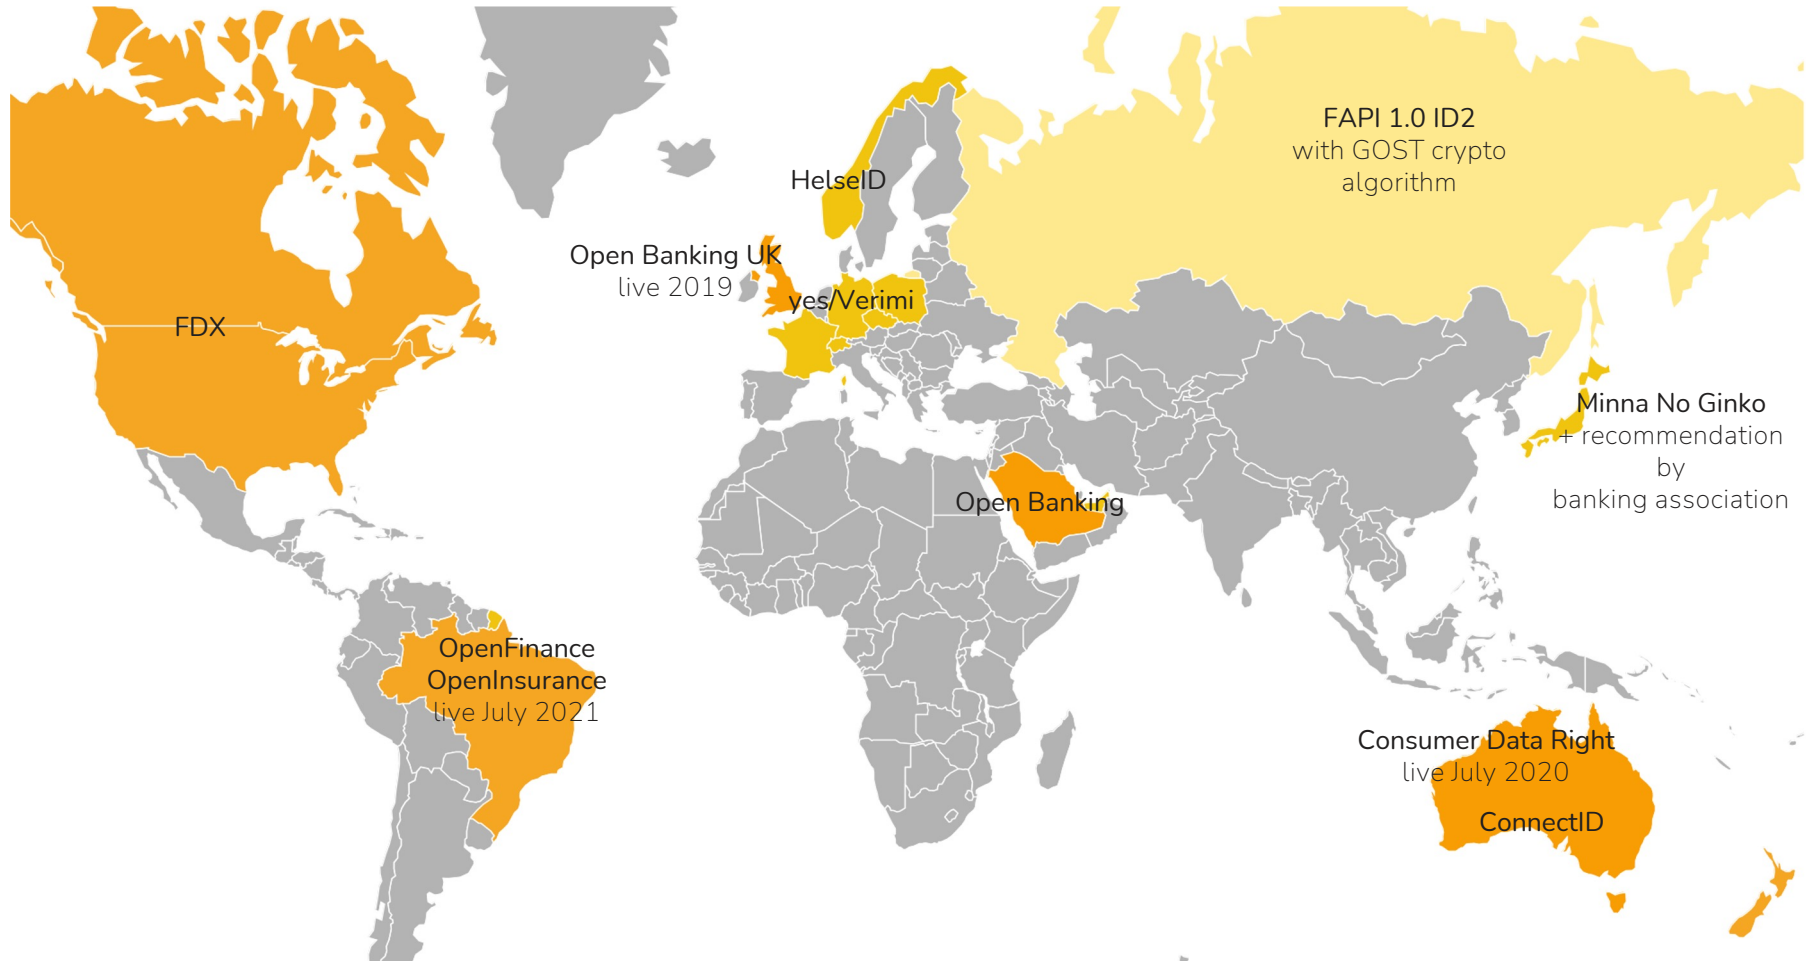 FAPI 1.0 ID2
with GOST crypto
algorithm
HelseID
Open Banking UK
live 2019
yes/Verimi
FDX
Minna No Ginko
+ recommendation
by
banking association
Open Banking
OpenFinance
OpenInsurance
live July 2021
Consumer Data Right
live July 2020
ConnectID